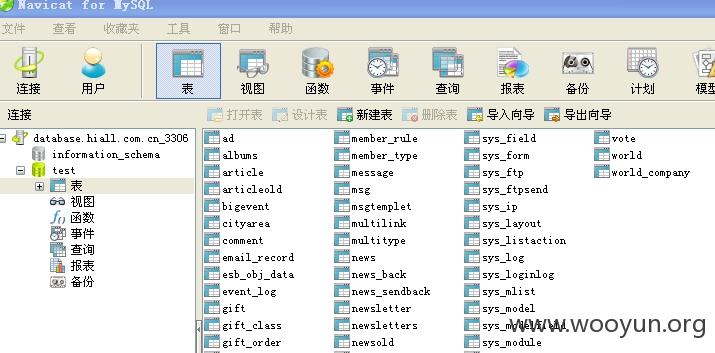 Navicat for MySQL
文件 查看 收藏夹 工具 窗口 帮助
连接 用户 表 视图 函数 事件 查询 报表 备份 计划 模型
连接 打开表 设计表 新建表 删除表 导入向导 导出向导
database.hiall.com.cn_3306
information_schema
test
表
视图
函数
事件
查询
报表
备份
ad member_rule sys_field vote
albums member_type sys_form world
article message sys_ftp world_company
articleold msg sys_ftpsend
bigevent msgtemplet sys_ip
cityarea multilink sys_layout
comment multitype sys_listaction
email_record news sys_log
esb_obj_data news_back sys_loginlog
event_log news_sendback sys_mlist
gift newsletter sys_model
gift_class newsletters sys_modelfield
gift_order newsold sys_module
www.wooyun.org